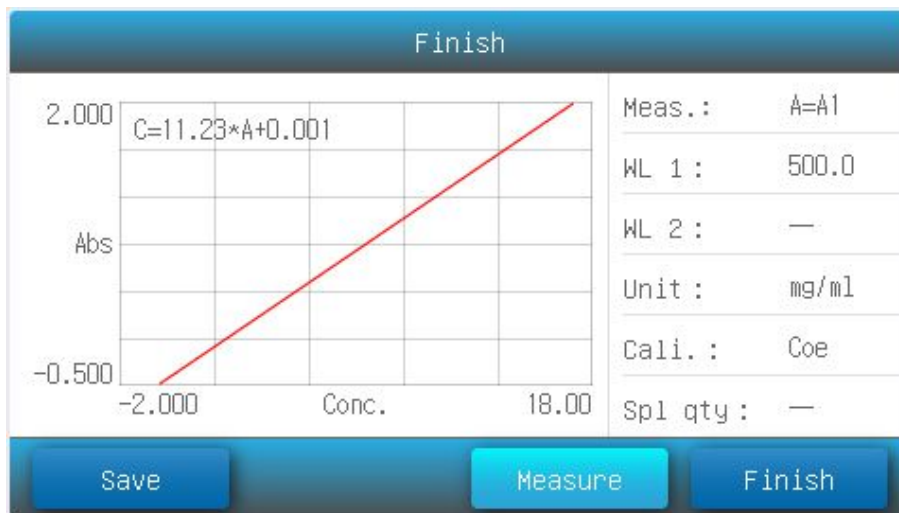 Finish
2.000
C=11.23*A+0.001
Abs
-0.500
-2.000 Conc. 18.00
Meas.: A=A1
WL 1: 500.0
WL 2: —
Unit: mg/ml
Cali.: Coe
Spl qty: —
Save Measure Finish